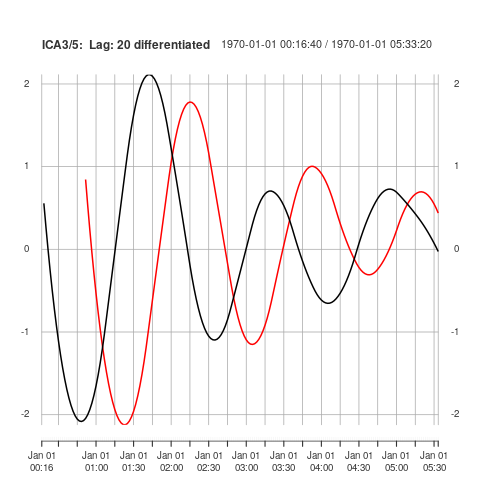 ICA3/5:  Lag: 20 differentiated   1970-01-01 00:16:40 / 1970-01-01 05:33:20
2 2
1 1
0 0
-1 -1
-2 -2
Jan 01 Jan 01 Jan 01 Jan 01 Jan 01 Jan 01 Jan 01 Jan 01 Jan 01 Jan 01 Jan 01
00:16 01:00 01:30 02:00 02:30 03:00 03:30 04:00 04:30 05:00 05:30